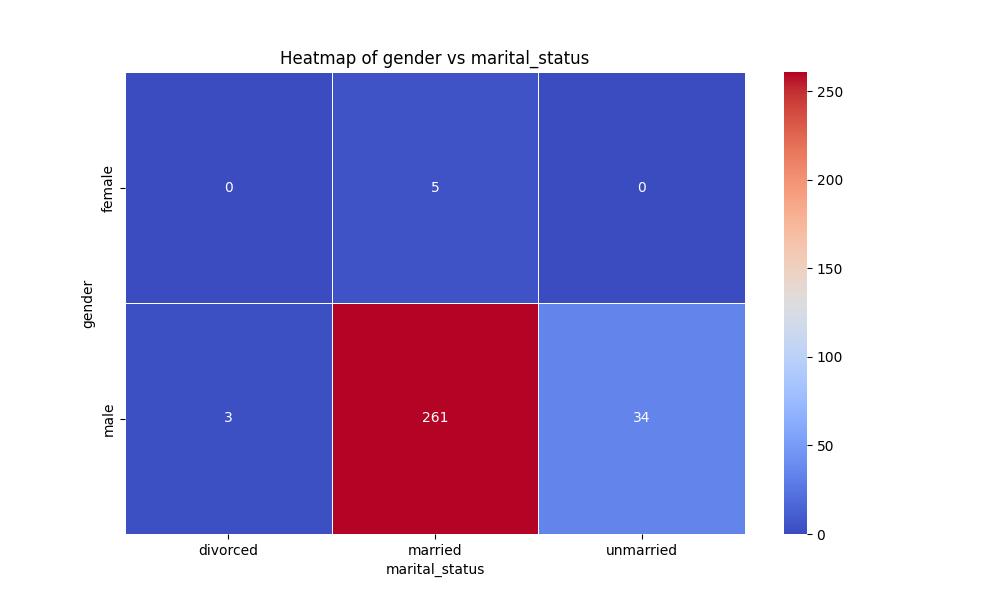 Heatmap of gender vs marital_status
250
200
150
100
50
0
gender
female
0 5 0
male
3 261 34
divorced married unmarried
marital_status